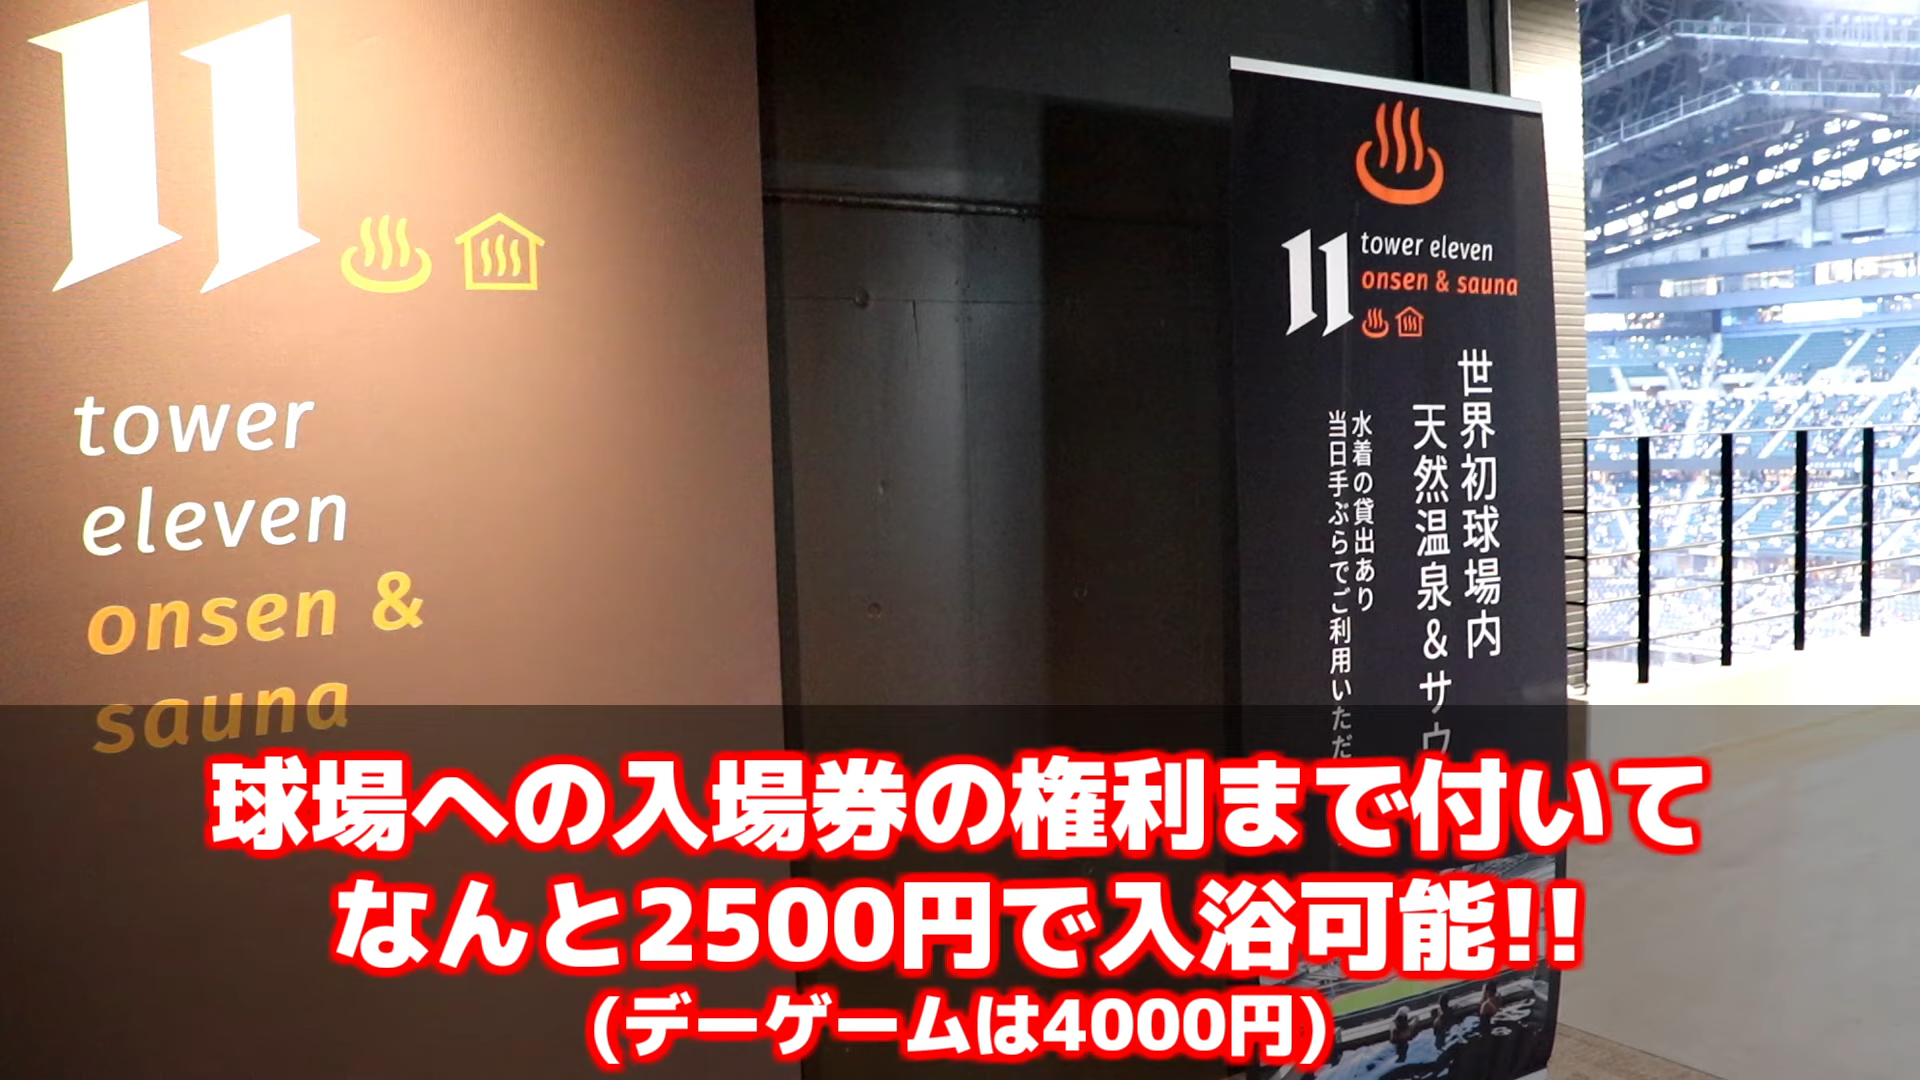 11
tower
eleven
onsen &
sauna
11
tower eleven
onsen & sauna
世界初球場内
天然温泉&サウ
水着の貸出あり
当日手ぶらでご利用いただ
球場への入場券の権利まで付いて
なんと2500円で入浴可能!!
(デーゲームは4000円)